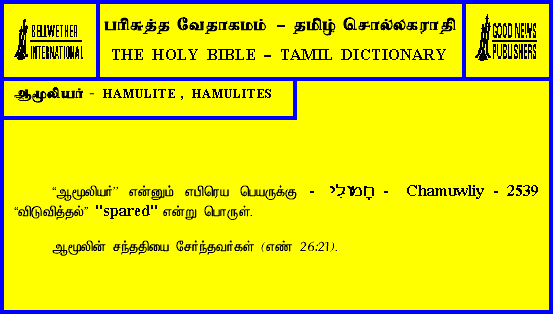 BELLWETHER
INTERNATIONAL
பரிசுத்த வேதாகமம் – தமிழ் சொல்லகராதி
THE HOLY BIBLE – TAMIL DICTIONARY
GOOD NEWS
PUBLISHERS
ஆமூலியர் - HAMULITE , HAMULITES
“ஆமூலியர்” என்னும் எபிரெய பெயருக்கு - חָמוּלִי - Chamuwliy - 2539
“விடுவித்தல்” "spared" என்று பொருள்.
ஆமூலின் சந்ததியை சேர்ந்தவர்கள் (எண் 26:21).